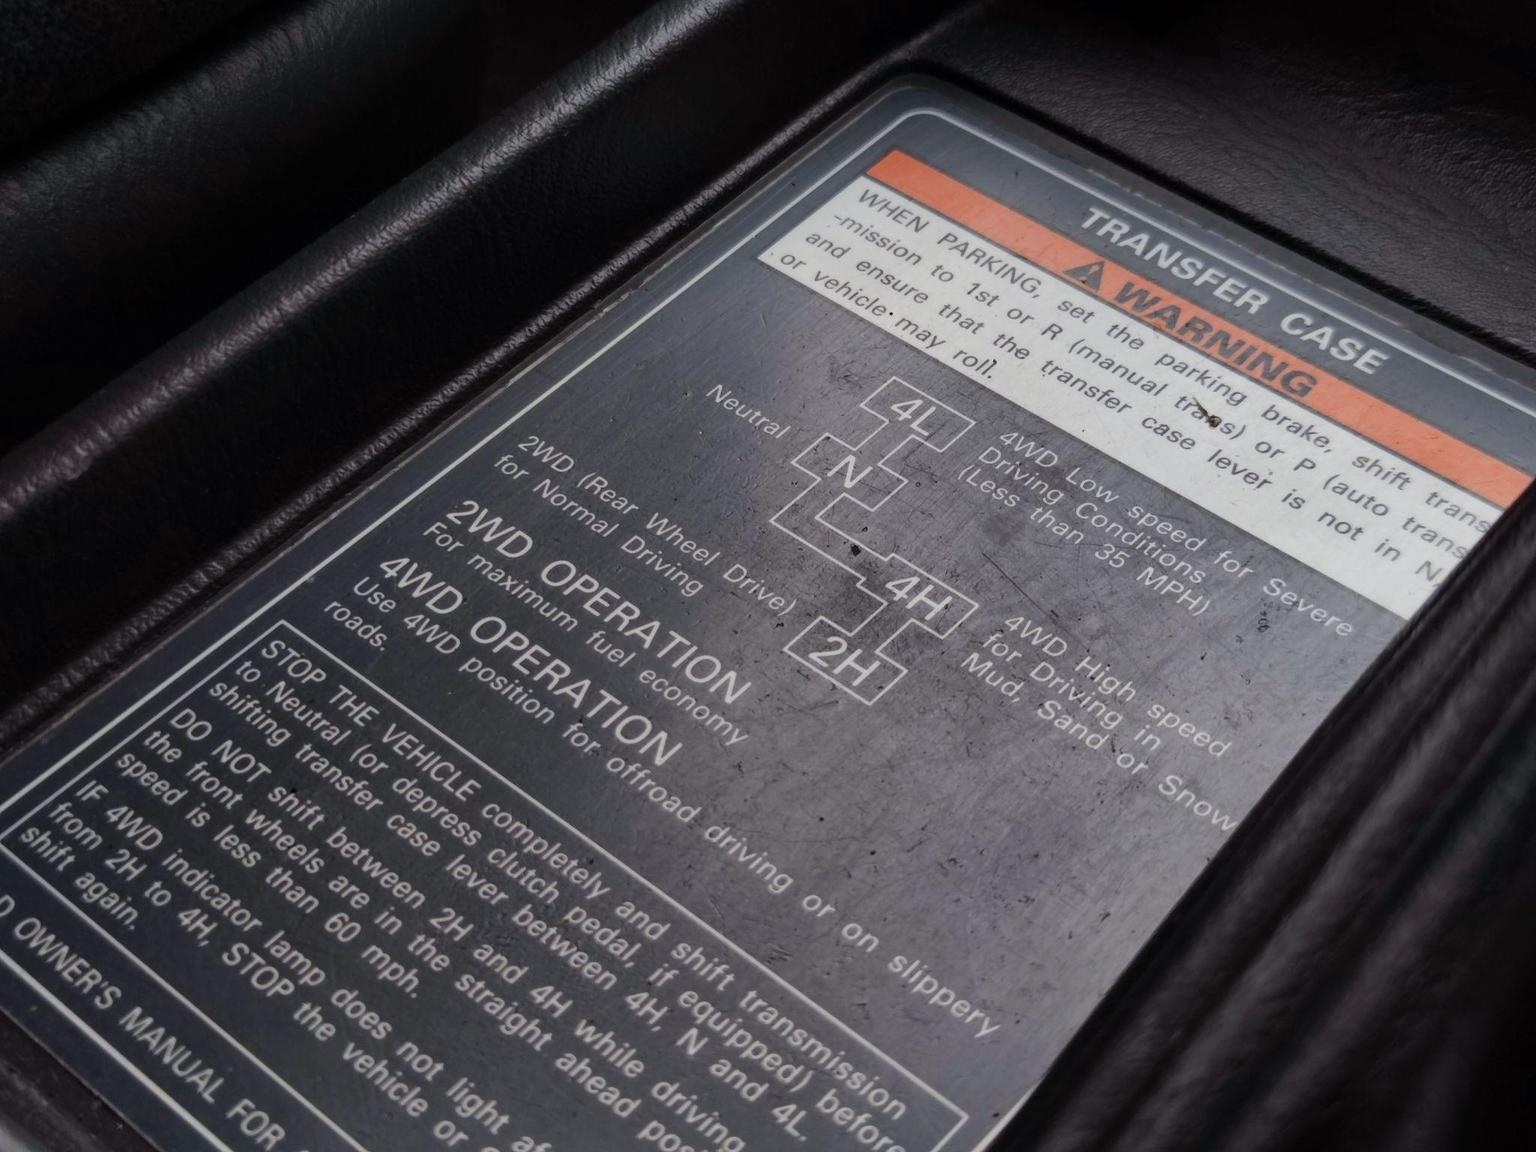 TRANSFER CASE
WARNING
WHEN PARKING, set the parking brake, shift trans
-mission to 1st or R (manual trans) or P (auto trans
and ensure that the transfer case lever is not in N,
or vehicle may roll.
4L
4WD Low speed for Severe
Driving Conditions
(Less than 35 MPH)
Neutral
N
4H
4WD High speed
for Driving in
Mud, Sand or Snow
2WD (Rear Wheel Drive)
for Normal Driving
2H
2WD OPERATION
For maximum fuel economy
4WD OPERATION
Use 4WD position for offroad driving or on slippery
roads.
STOP THE VEHICLE completely and shift transmission
to Neutral (or depress clutch pedal, if equipped) before
shifting transfer case lever between 4H, N and 4L.
DO NOT shift between 2H and 4H while driving
the front wheels are in the straight ahead
speed is less than 60 mph.
IF 4WD indicator lamp does not light
from 2H to 4H, STOP the vehicle or
shift again.
OWNER'S MANUAL FOR